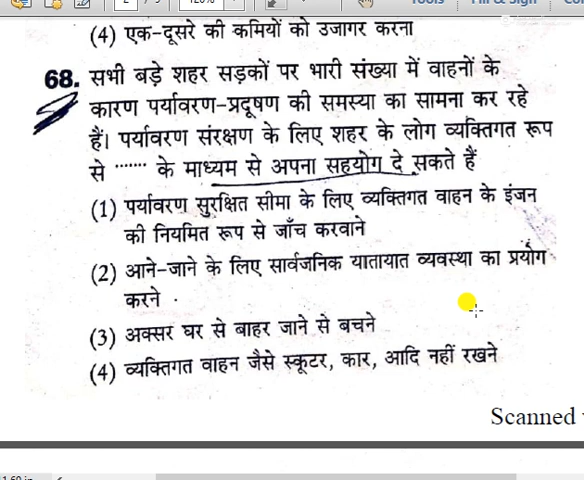 Tools
Fill & Sign
(4) एक-दूसरे की कमियों को उजागर करना
68. सभी बड़े शहर सड़कों पर भारी संख्या में वाहनों के
कारण पर्यावरण-प्रदूषण की समस्या का सामना कर रहे
हैं। पर्यावरण संरक्षण के लिए शहर के लोग व्यक्तिगत रूप
से ....... के माध्यम से अपना सहयोग दे सकते हैं
(1) पर्यावरण सुरक्षित सीमा के लिए व्यक्तिगत वाहन के इंजन
की नियमित रूप से जाँच करवाने
(2) आने-जाने के लिए सार्वजनिक यातायात व्यवस्था का प्रयोग
करने
(3) अक्सर घर से बाहर जाने से बचने
(4) व्यक्तिगत वाहन जैसे स्कूटर, कार, आदि नहीं रखने
Scanned